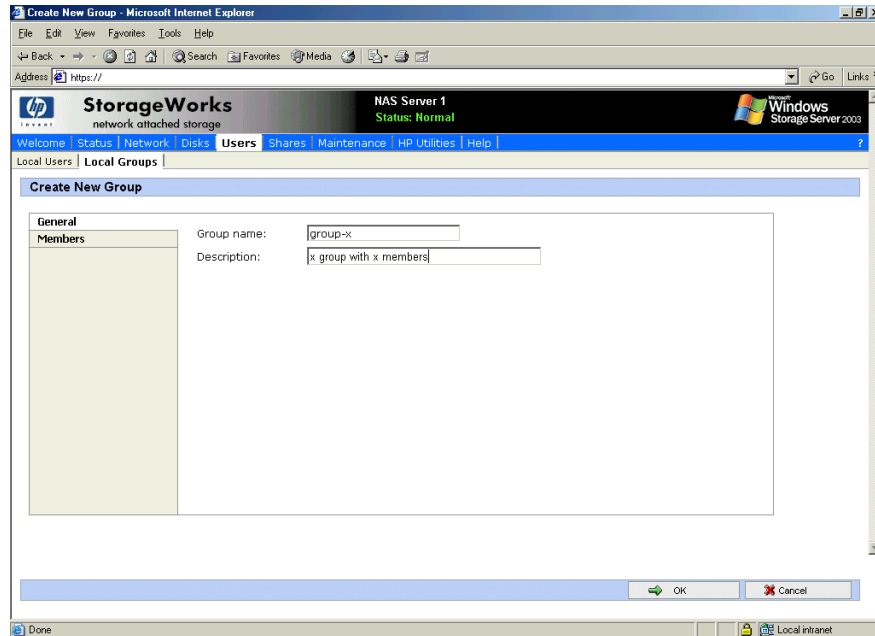 Create New Group - Microsoft Internet Explorer
File Edit View Favorites Tools Help
Back Search Favorites Media
Address https:// Go Links
hp invent StorageWorks network attached storage
NAS Server 1
Status: Normal
Microsoft Windows Storage Server 2003
Welcome Status Network Disks Users Shares Maintenance HP Utilities Help ?
Local Users Local Groups
Create New Group
General
Members
Group name: group-x
Description: x group with x members
OK Cancel
Done Local intranet